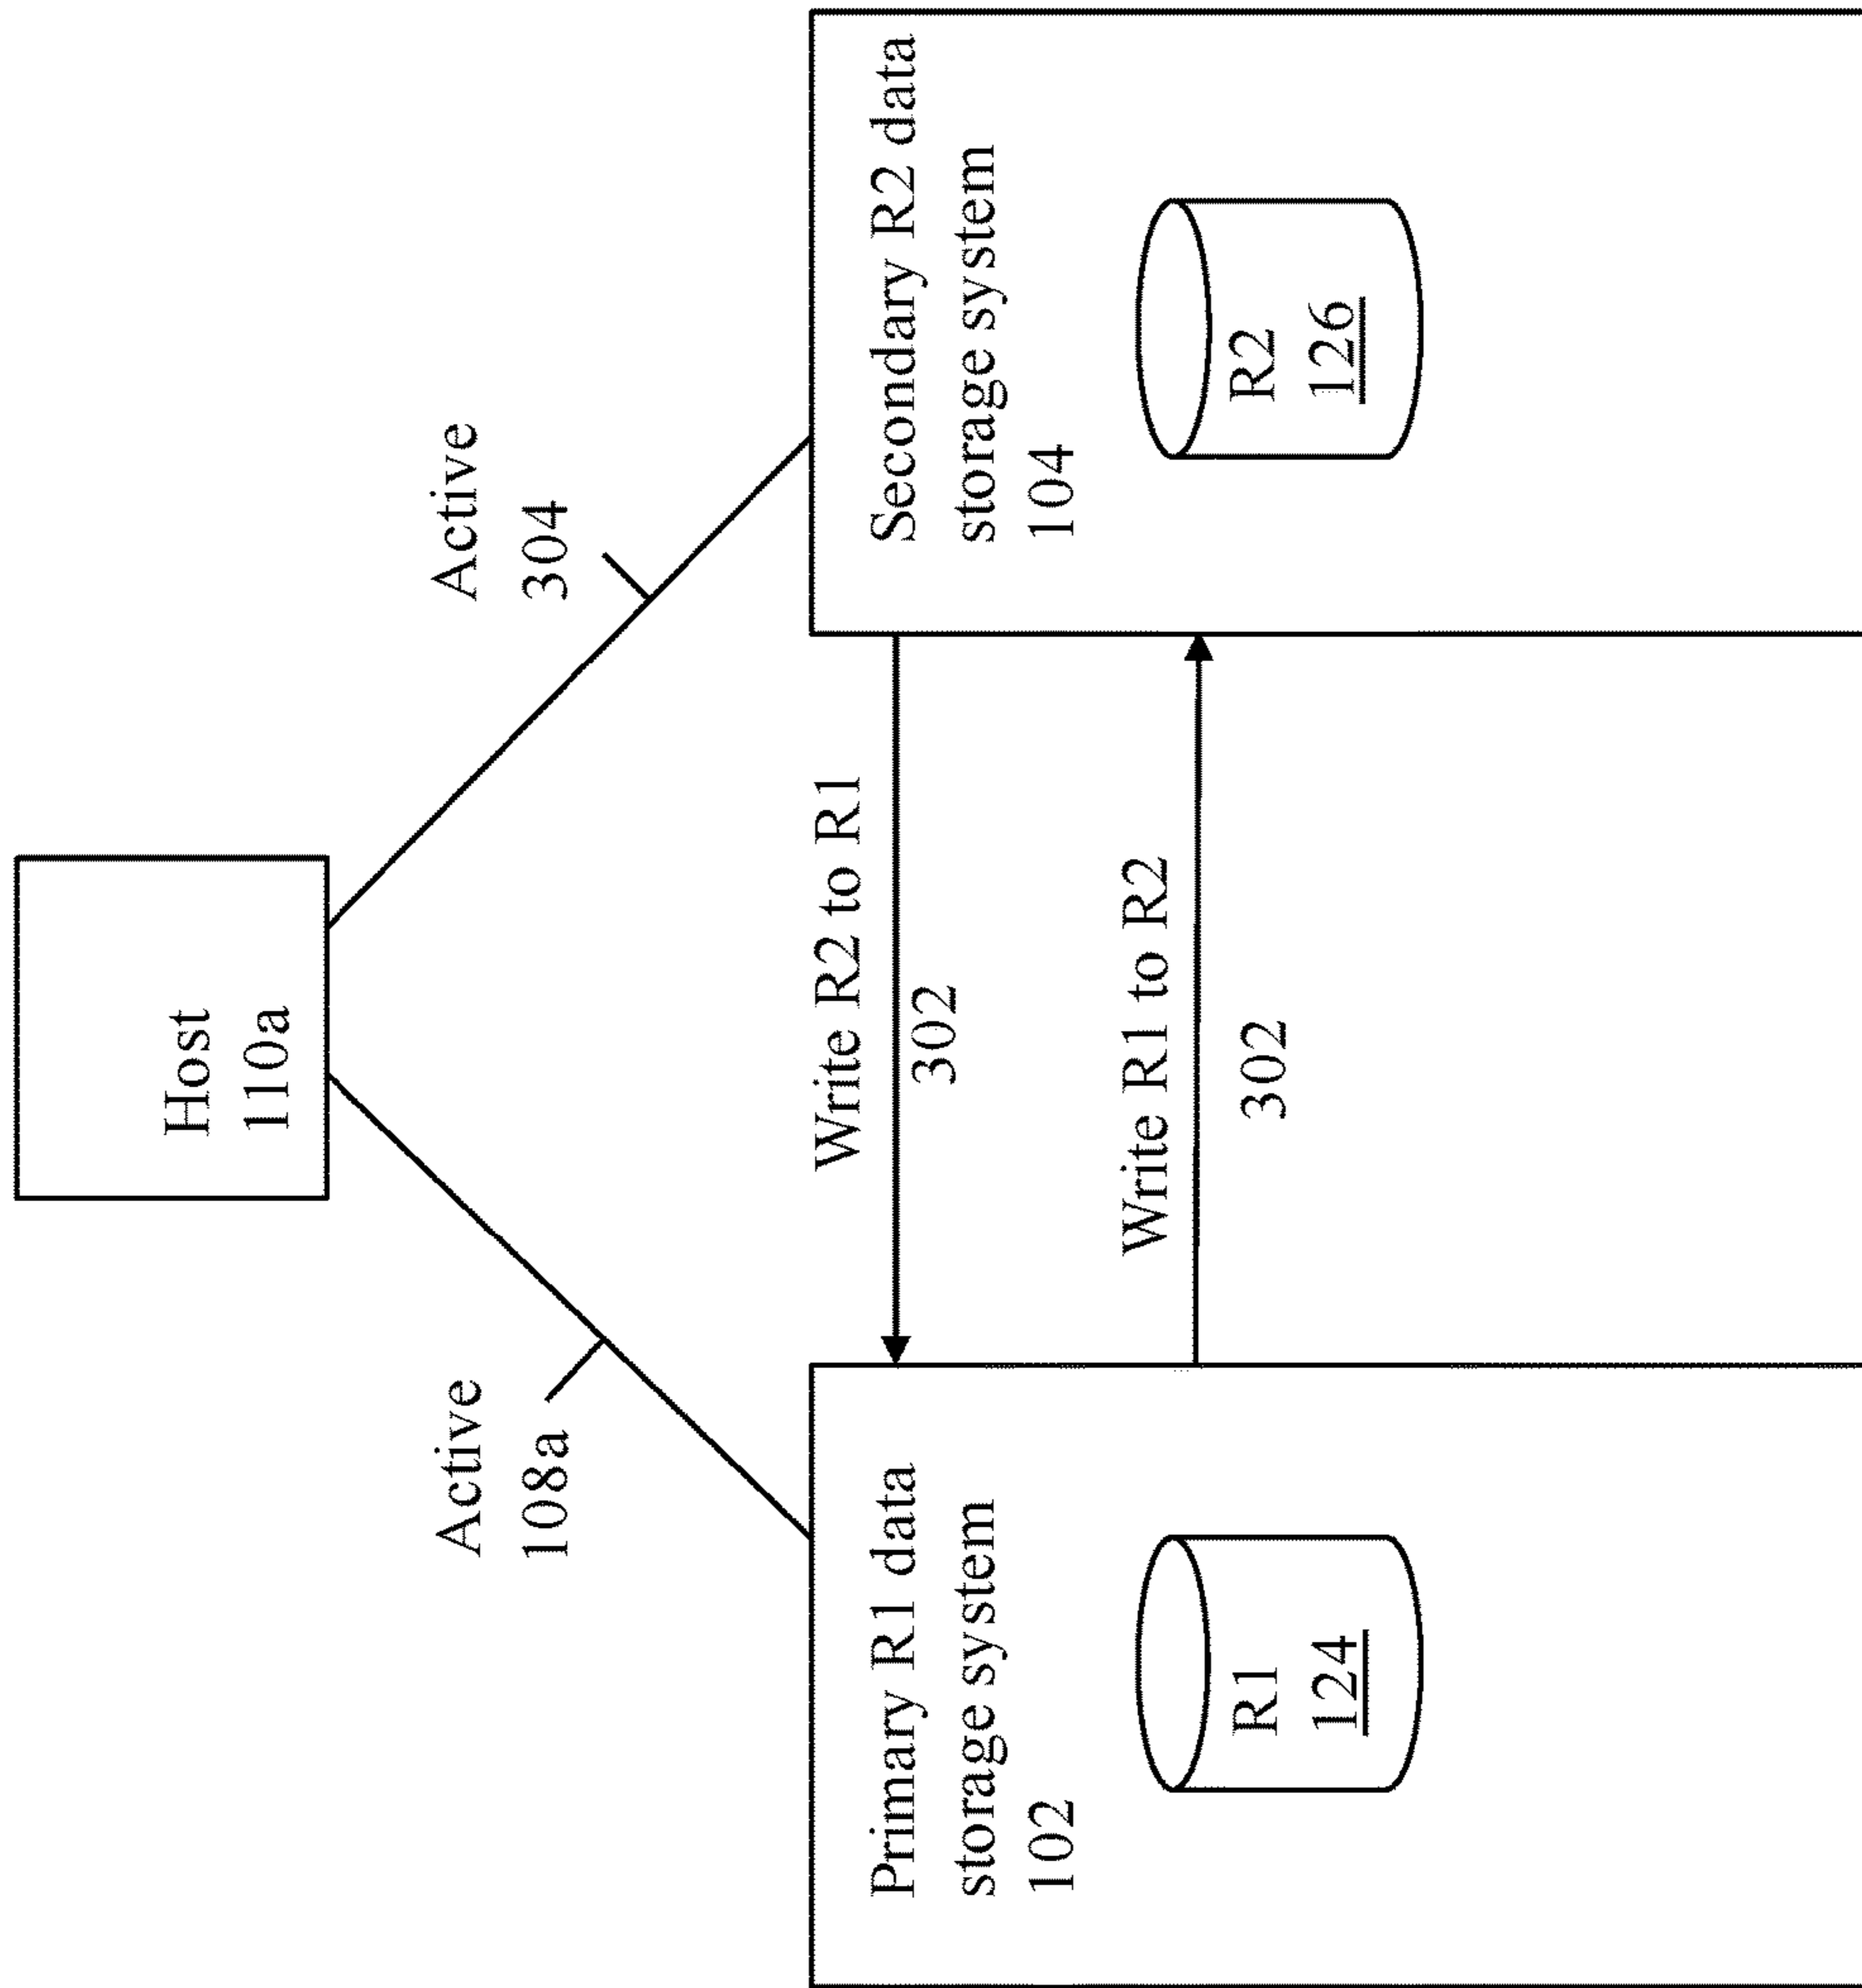 Host
110a
Active
108a
Active
304
Write R2 to R1
302
Write R1 to R2
302
Primary R1 data
storage system
102
R1
124
Secondary R2 data
storage system
104
R2
126